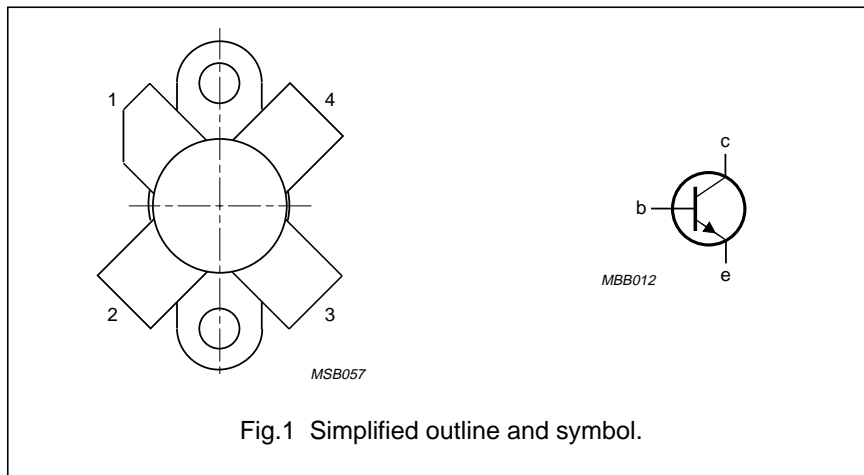 1
4
2
3
MSB057
c
b
e
MBB012
Fig.1 Simplified outline and symbol.